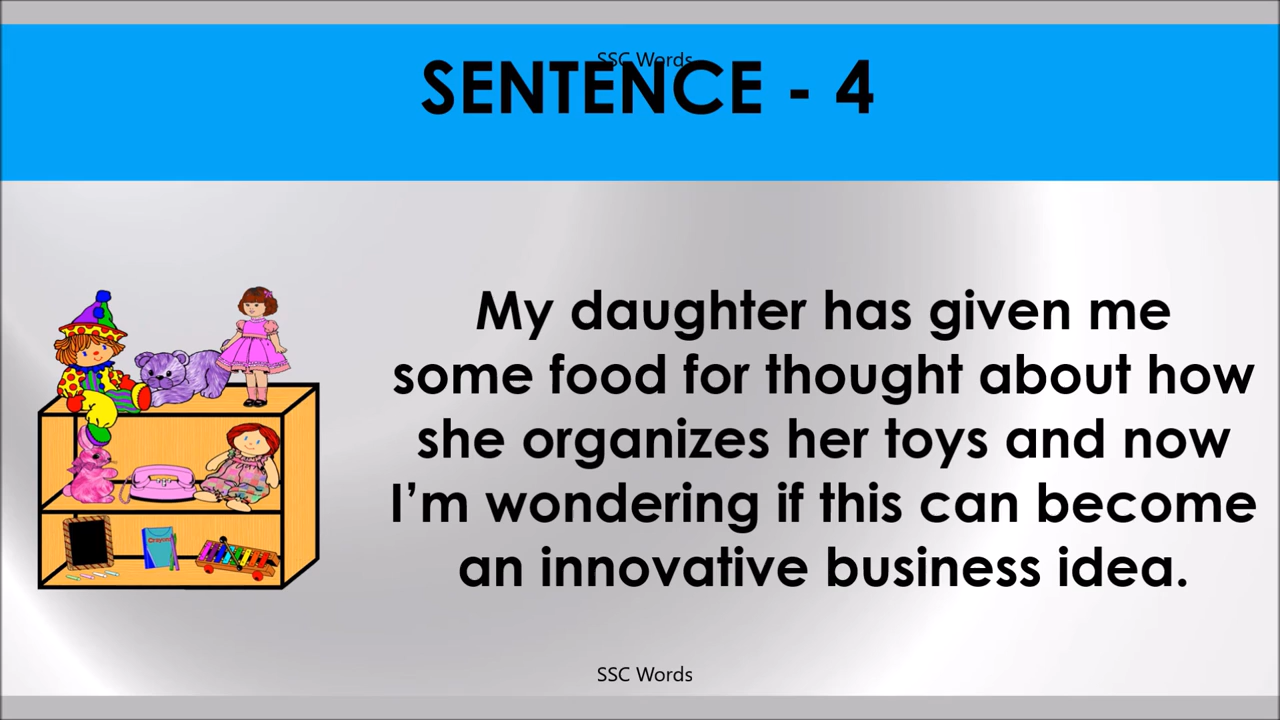 SSC Words
SENTENCE - 4
My daughter has given me
some food for thought about how
she organizes her toys and now
I'm wondering if this can become
an innovative business idea.
Crayons
SSC Words